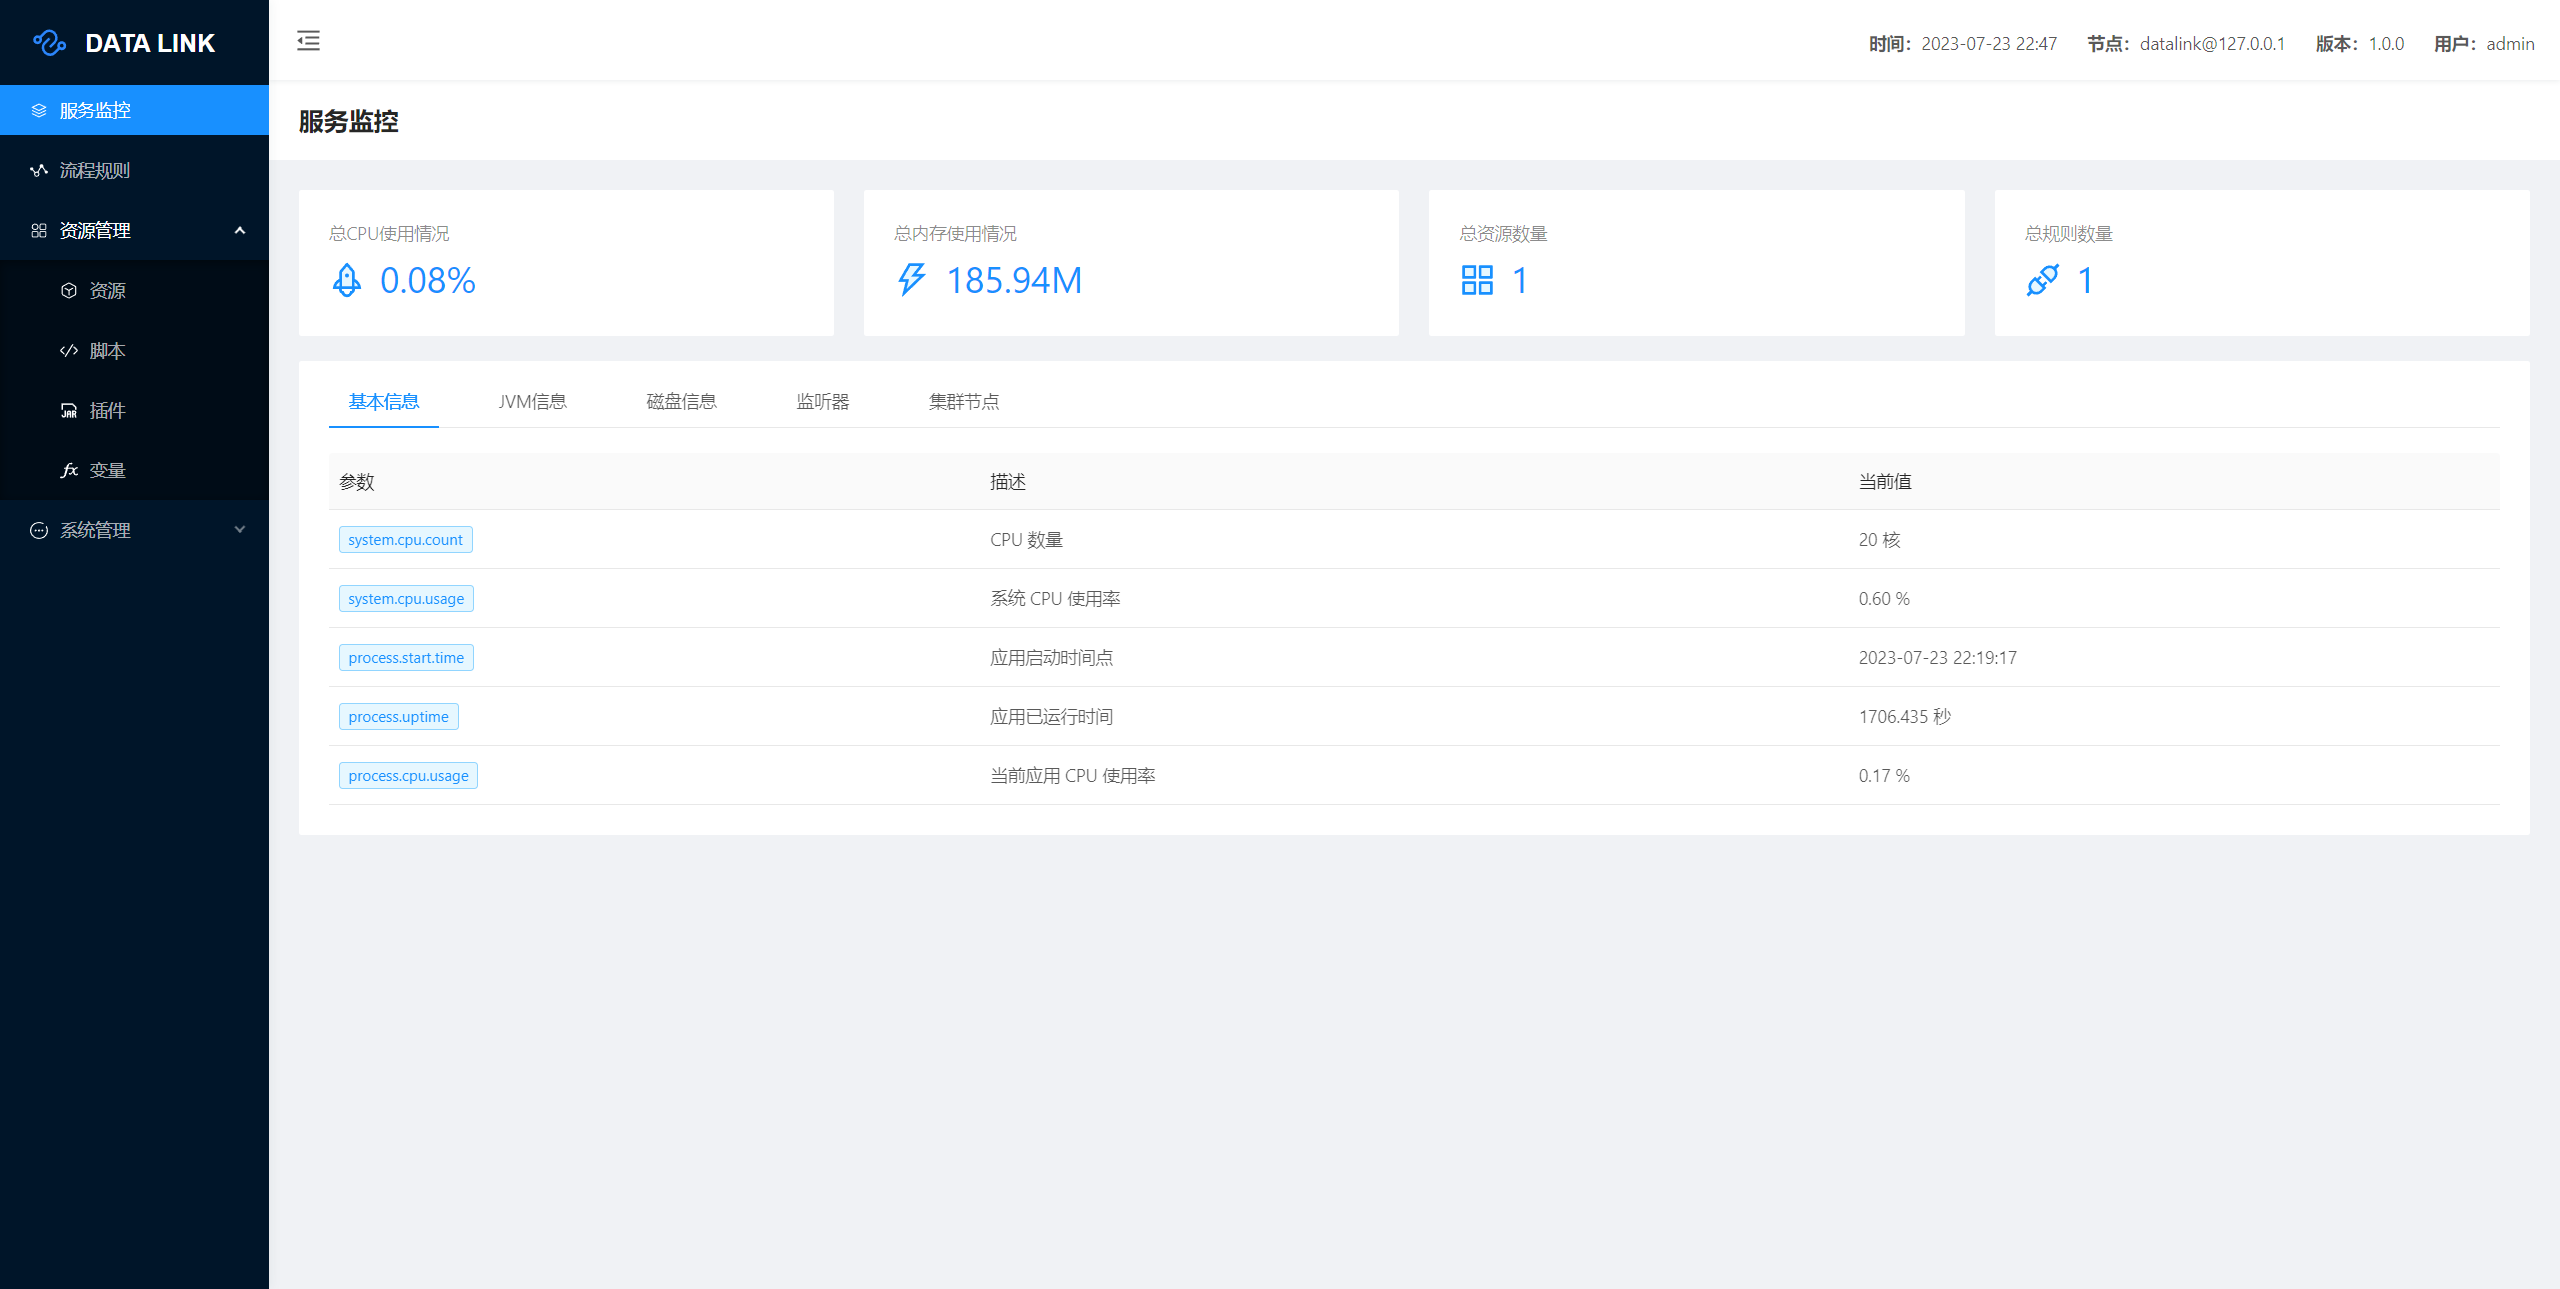 DATA LINK
时间：2023-07-23 22:47 节点：datalink@127.0.0.1 版本：1.0.0 用户：admin
服务监控
流程规则
资源管理
资源
脚本
JAR 插件
fx 变量
系统管理
服务监控
总CPU使用情况
0.08%
总内存使用情况
185.94M
总资源数量
1
总规则数量
1
基本信息 JVM信息 磁盘信息 监听器 集群节点
参数 描述 当前值
system.cpu.count CPU 数量 20 核
system.cpu.usage 系统 CPU 使用率 0.60 %
process.start.time 应用启动时间点 2023-07-23 22:19:17
process.uptime 应用已运行时间 1706.435 秒
process.cpu.usage 当前应用 CPU 使用率 0.17 %